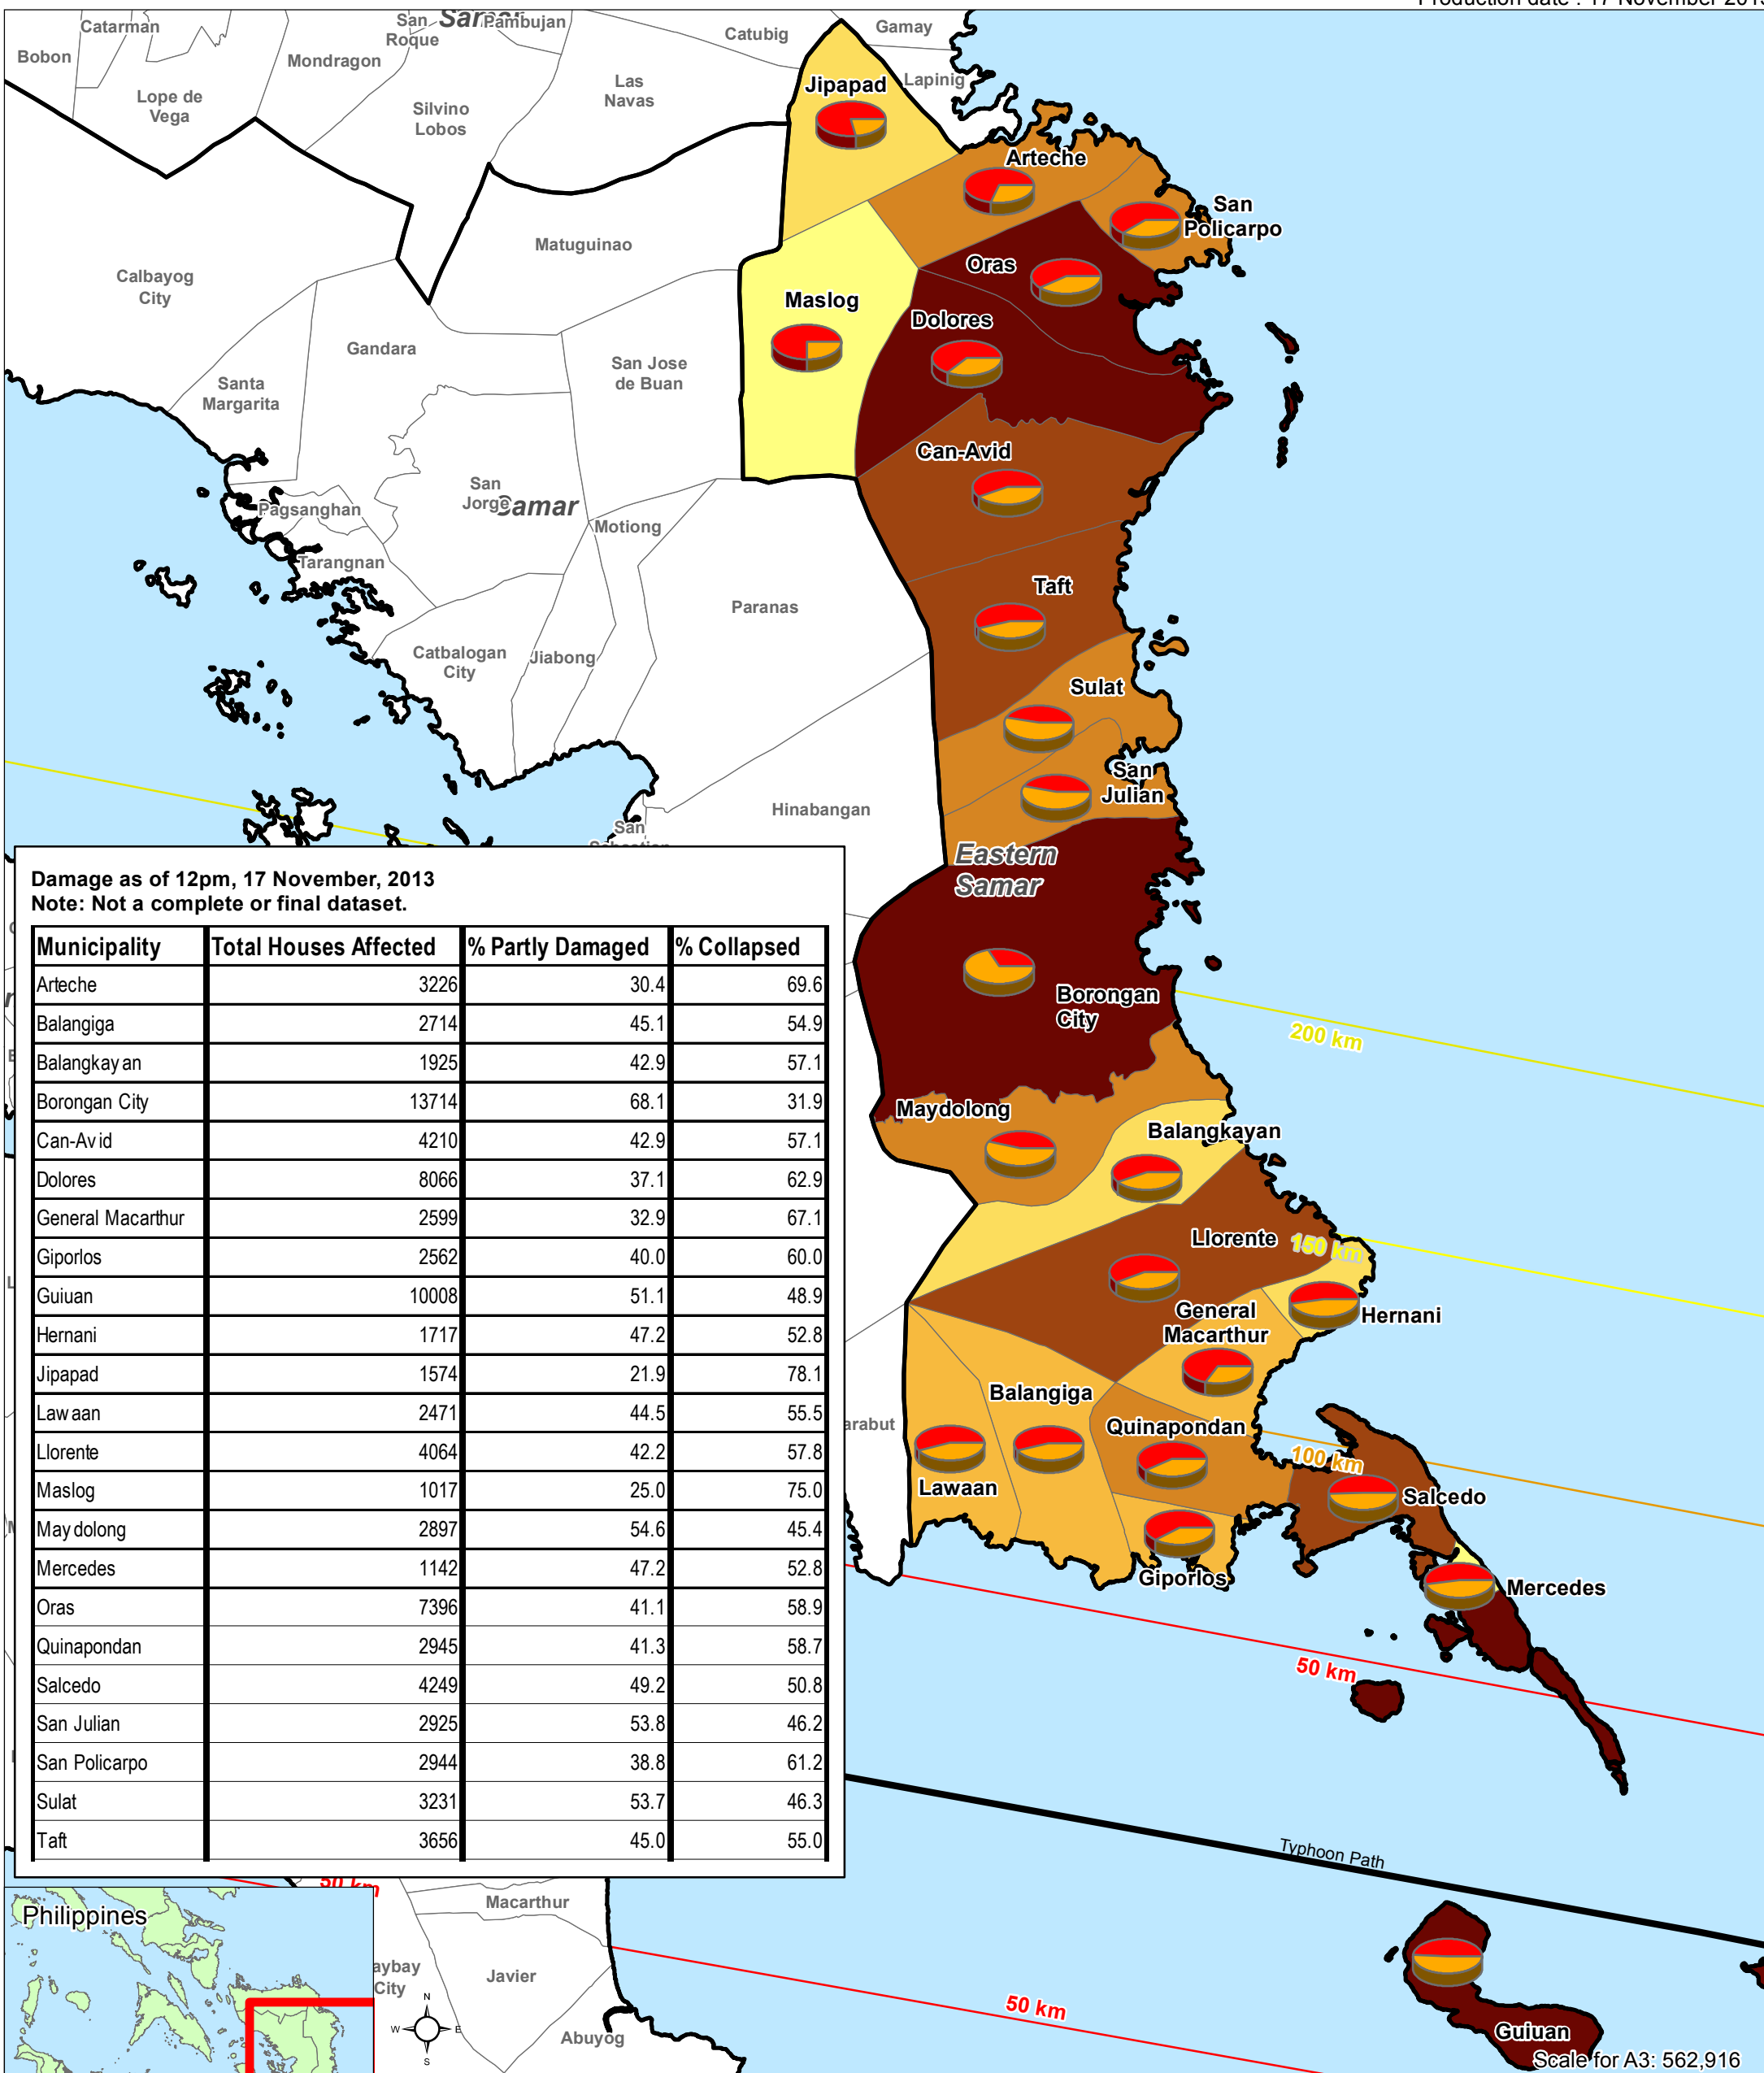 Catarman
San
Roque
Samar
Pambujan
Bobon
Mondragon
Catubig
Gamay
Lope de
Vega
Silvino
Lobos
Las
Navas
Jipapad
Lapinig
Arteche
San
Policarpo
Matuguinao
Calbayog
City
Oras
Maslog
Dolores
Gandara
San Jose
de Buan
Santa
Margarita
Can-Avid
San
Jorge
Samar
Pagsanghan
Motiong
Tarangnan
Taft
Paranas
Catbalogan
City
Jiabong
Sulat
San
Julian
Hinabangan
San
Eastern
Samar
Borongan
City
200 km
Maydolong
Balangkayan
Llorente
150 km
General
Macarthur
Hernani
Balangiga
Quinapondan
100 km
Lawaan
Salcedo
Giporlos
Mercedes
50 km
Typhoon Path
Damage as of 12pm, 17 November, 2013
Note: Not a complete or final dataset.
Municipality Total Houses Affected % Partly Damaged % Collapsed
Arteche 3226 30.4 69.6
Balangiga 2714 45.1 54.9
Balangkayan 1925 42.9 57.1
Borongan City 13714 68.1 31.9
Can-Avid 4210 42.9 57.1
Dolores 8066 37.1 62.9
General Macarthur 2599 32.9 67.1
Giporlos 2562 40.0 60.0
Guiuan 10008 51.1 48.9
Hernani 1717 47.2 52.8
Jipapad 1574 21.9 78.1
Lawaan 2471 44.5 55.5
Llorente 4064 42.2 57.8
Maslog 1017 25.0 75.0
Maydolong 2897 54.6 45.4
Mercedes 1142 47.2 52.8
Oras 7396 41.1 58.9
Quinapondan 2945 41.3 58.7
Salcedo 4249 49.2 50.8
San Julian 2925 53.8 46.2
San Policarpo 2944 38.8 61.2
Sulat 3231 53.7 46.3
Taft 3656 45.0 55.0
50 km
Philippines
Macarthur
City
Javier
N
W E
S
Abuyog
50 km
Guiuan
Scale for A3: 562,916